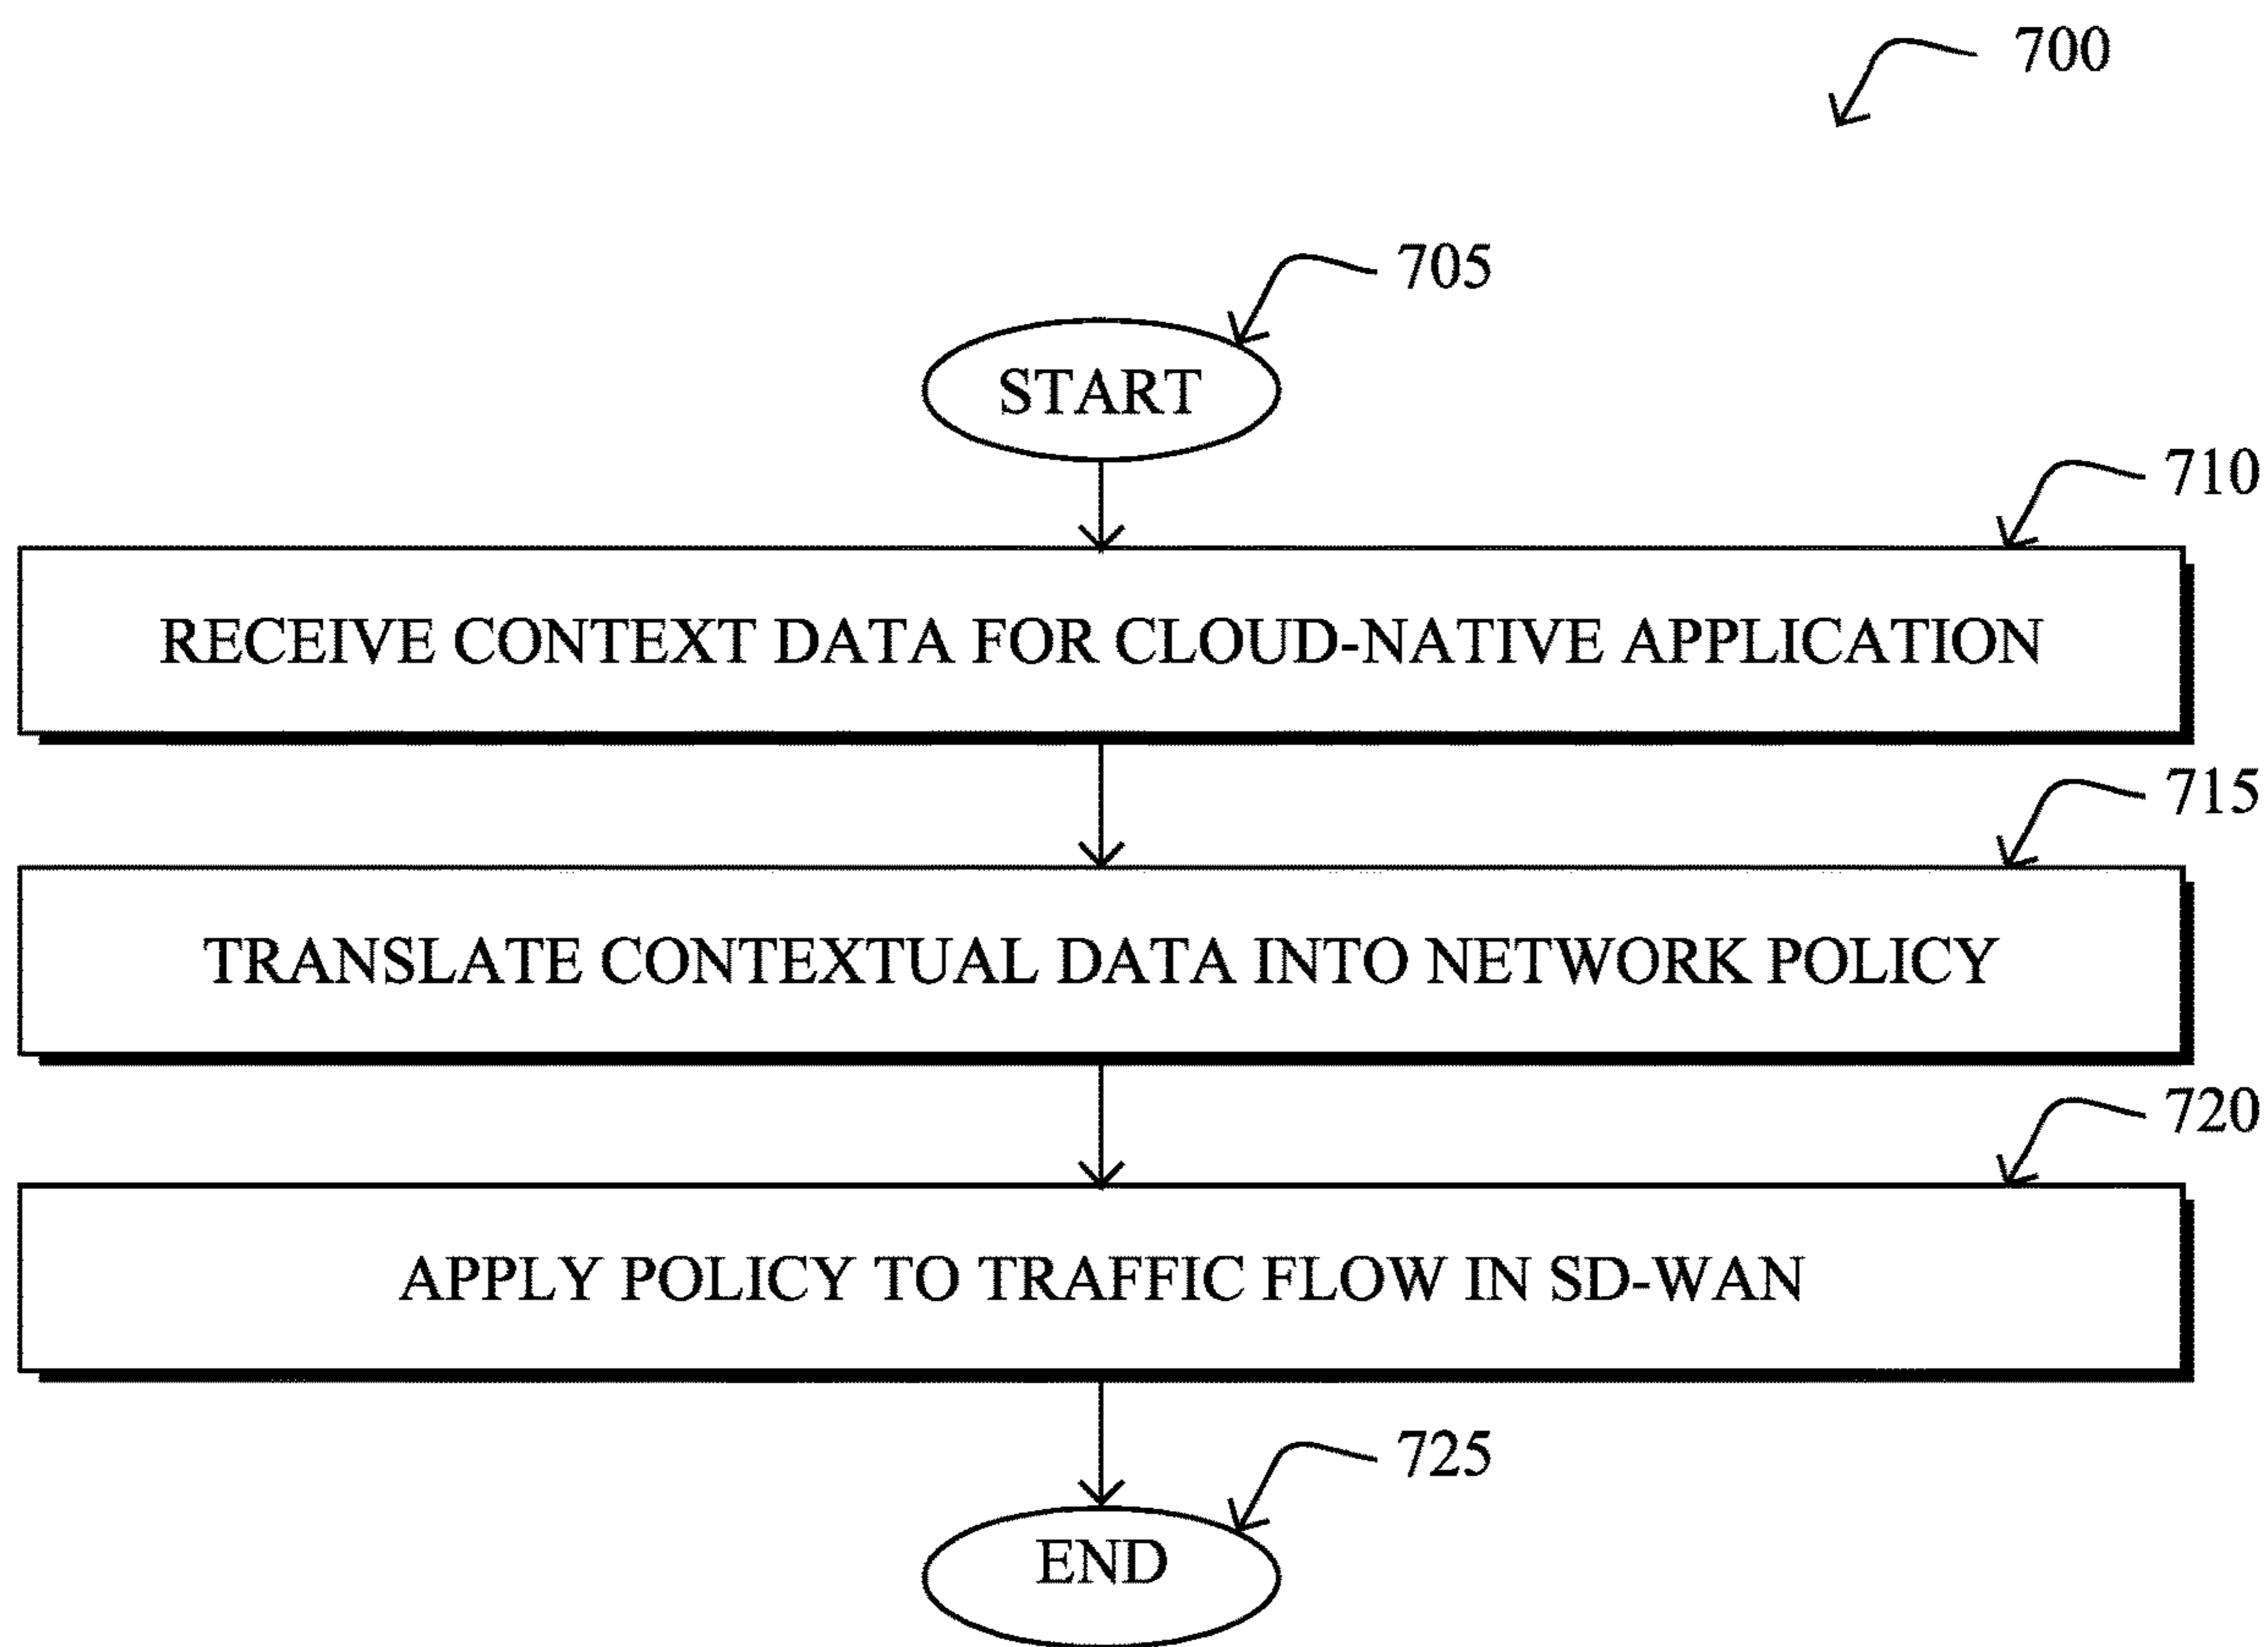 700
705
START
710
RECEIVE CONTEXT DATA FOR CLOUD-NATIVE APPLICATION
715
TRANSLATE CONTEXTUAL DATA INTO NETWORK POLICY
720
APPLY POLICY TO TRAFFIC FLOW IN SD-WAN
725
END